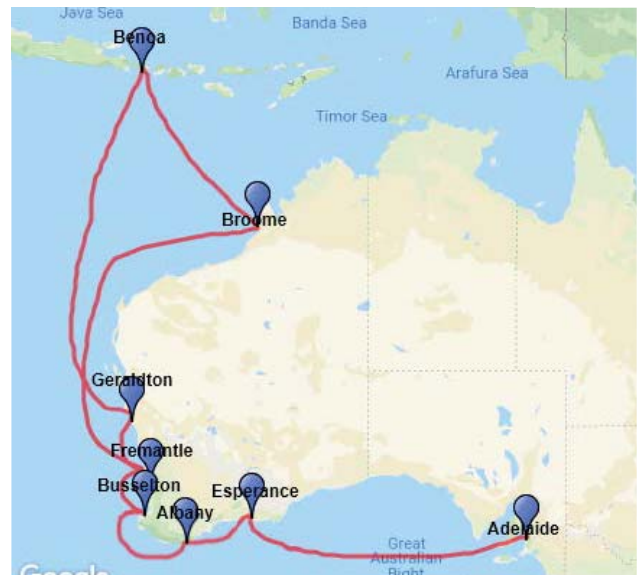 Java Sea
Banda Sea
Benoa
Arafura Sea
Timor Sea
Broome
Geraldton
Fremantle
Busselton
Esperance
Albany
Adelaide
Great
Australian
Bight
Google